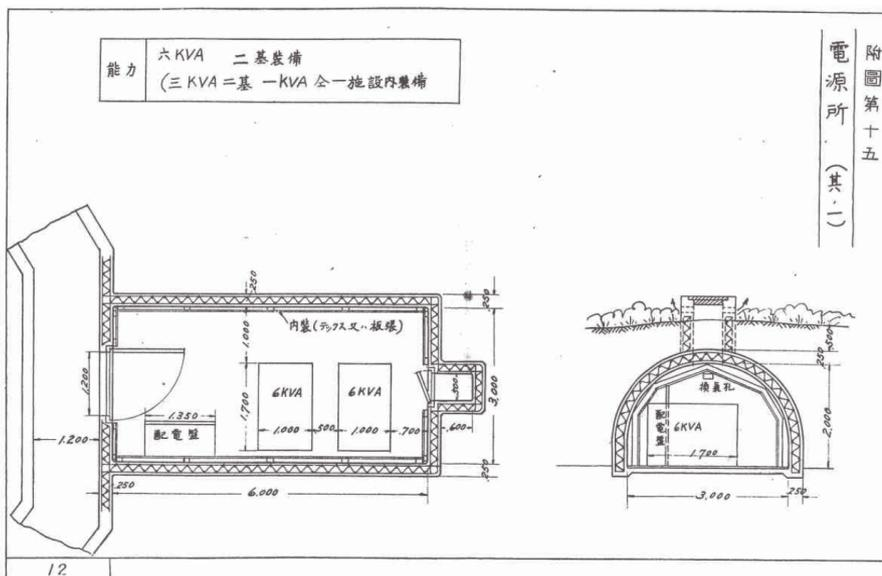 附圖第十五
電源所 (其.一)
能力
六KVA 二基装備
(三KVA二基 一KVA仝一施設内装備
250
250
内装(テックス又ハ板張)
1.000
1.200
1.350
配電盤
6KVA
6KVA
1.700
1.000
.500
1.000
.700
500
.600
3.000
250
1.200
250
6.000
500
250
換氣孔
配電盤
6KVA
1.700
2.000
3.000
250
12